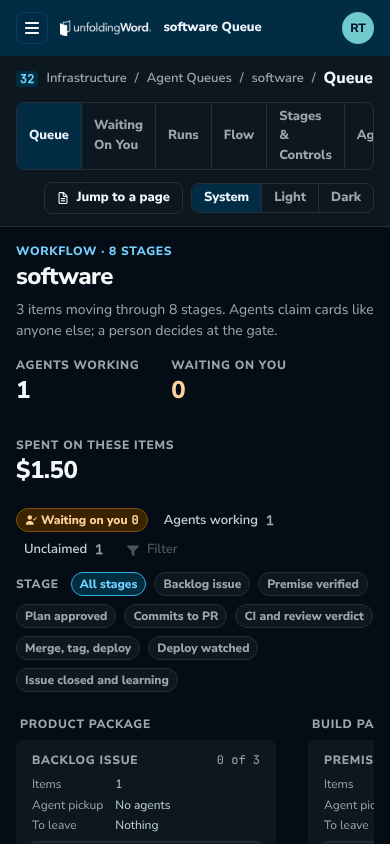 unfoldingWord. software Queue RT
32 Infrastructure / Agent Queues / software / Queue
Queue
Waiting On You
Runs
Flow
Stages & Controls
Ag
Jump to a page
System Light Dark
WORKFLOW · 8 STAGES
software
3 items moving through 8 stages. Agents claim cards like
anyone else; a person decides at the gate.
AGENTS WORKING WAITING ON YOU
1 0
SPENT ON THESE ITEMS
$1.50
Waiting on you 0 Agents working 1
Unclaimed 1 Filter
STAGE All stages Backlog issue Premise verified
Plan approved Commits to PR CI and review verdict
Merge, tag, deploy Deploy watched
Issue closed and learning
PRODUCT PACKAGE BUILD PA
BACKLOG ISSUE 0 of 3 PREMIS
Items 1 Items
Agent pickup No agents Agent pic
To leave Nothing To leave